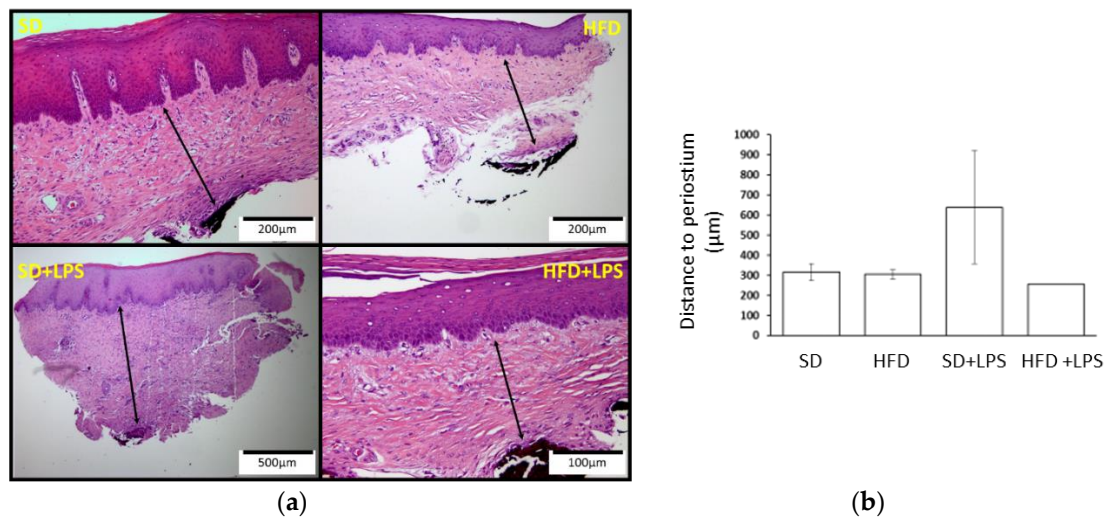 SD
HFD
200µm
200µm
SD+LPS
HFD+LPS
500µm
100µm
(a)
Distance to periostium
(µm)
1000
900
800
700
600
500
400
300
200
100
0
SD
HFD
SD+LPS
HFD +LPS
(b)